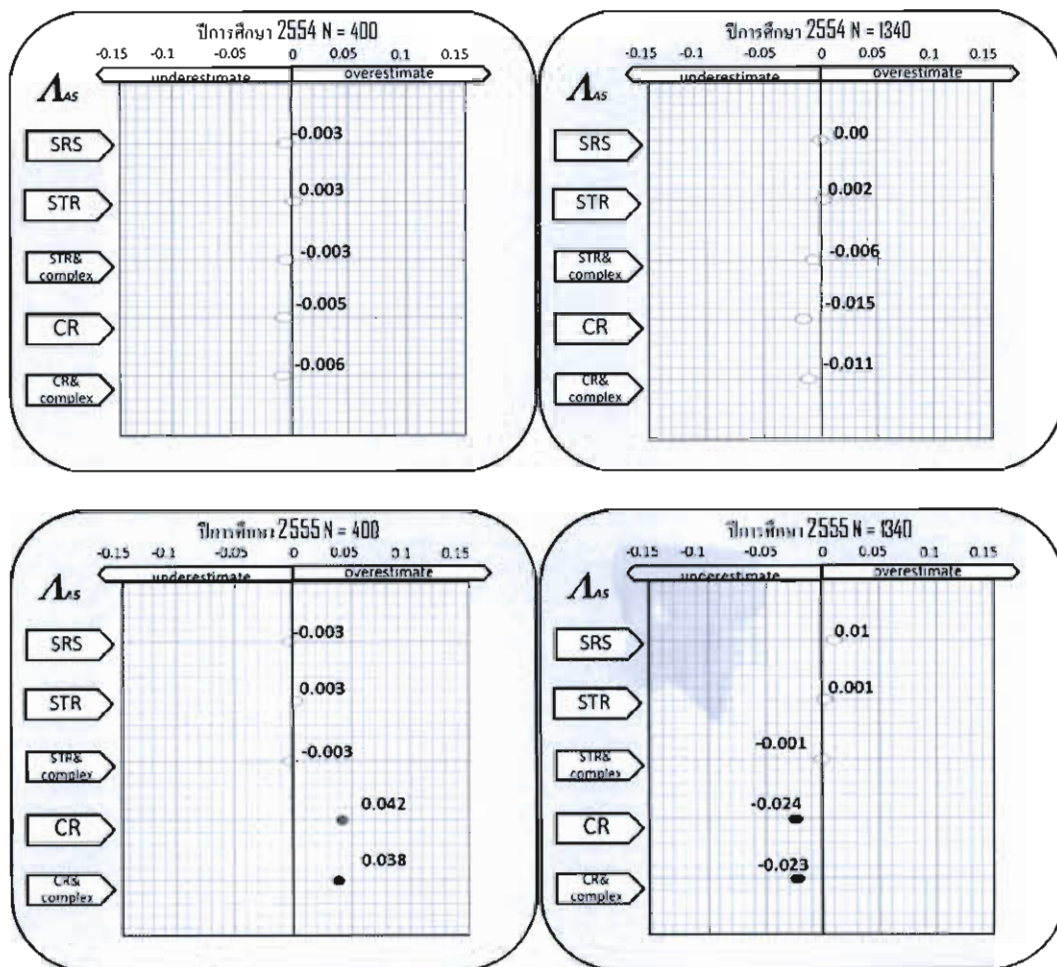 ปีการศึกษา 2554 N = 400
-0.15 -0.1 -0.05 0 0.05 0.1 0.15
underestimate overestimate
Λ AS
SRS -0.003
STR 0.003
STR& complex -0.003
CR -0.005
CR& complex -0.006
ปีการศึกษา 2554 N = 1340
-0.15 -0.1 -0.05 0 0.05 0.1 0.15
underestimate overestimate
Λ AS
SRS 0.00
STR 0.002
STR& complex -0.006
CR -0.015
CR& complex -0.011
ปีการศึกษา 2555 N = 400
-0.15 -0.1 -0.05 0 0.05 0.1 0.15
underestimate overestimate
Λ AS
SRS -0.003
STR 0.003
STR& complex -0.003
CR 0.042
CR& complex 0.038
ปีการศึกษา 2555 N = 1340
-0.15 -0.1 -0.05 0 0.05 0.1 0.15
underestimate overestimate
Λ AS
SRS 0.01
STR 0.001
STR& complex -0.001
CR -0.024
CR& complex -0.023